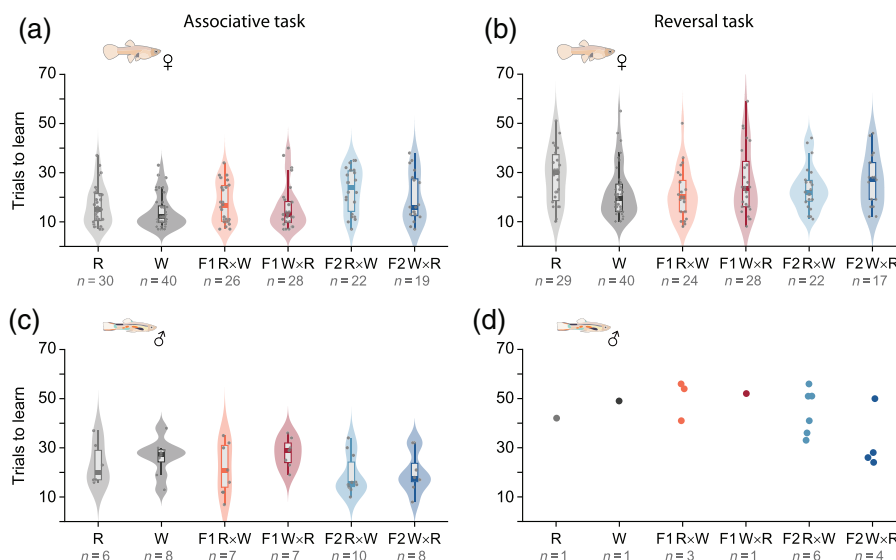 (a) Associative task
♀
Trials to learn
70
50
30
10
R W F1 R×W F1 W×R F2 R×W F2 W×R
n = 30 n = 40 n = 26 n = 28 n = 22 n = 19
(b) Reversal task
♀
70
50
30
10
R W F1 R×W F1 W×R F2 R×W F2 W×R
n = 29 n = 40 n = 24 n = 28 n = 22 n = 17
(c)
♂
Trials to learn
70
50
30
10
R W F1 R×W F1 W×R F2 R×W F2 W×R
n = 6 n = 8 n = 7 n = 7 n = 10 n = 8
(d)
♂
70
50
30
10
R W F1 R×W F1 W×R F2 R×W F2 W×R
n = 1 n = 1 n = 3 n = 1 n = 6 n = 4